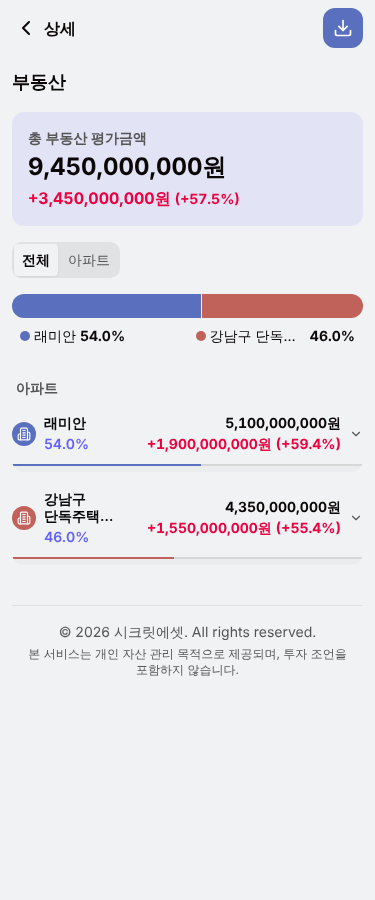 상세
부동산
총 부동산 평가금액
9,450,000,000원
+3,450,000,000원 (+57.5%)
전체 아파트
래미안 54.0% 강남구 단독... 46.0%
아파트
래미안 5,100,000,000원
54.0% +1,900,000,000원 (+59.4%)
강남구
단독주택... 4,350,000,000원
46.0% +1,550,000,000원 (+55.4%)
© 2026 시크릿에셋. All rights reserved.
본 서비스는 개인 자산 관리 목적으로 제공되며, 투자 조언을
포함하지 않습니다.